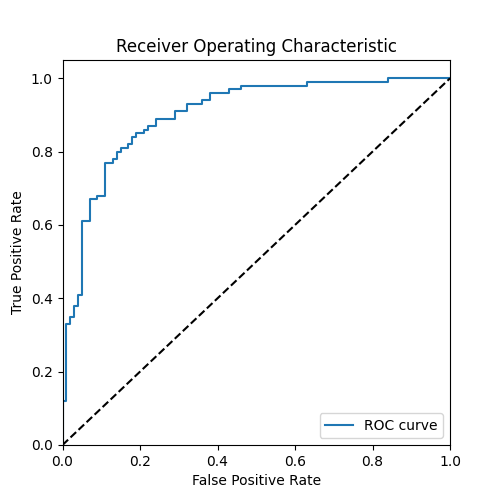 Receiver Operating Characteristic
True Positive Rate
1.0
0.8
0.6
0.4
0.2
0.0
0.0 0.2 0.4 0.6 0.8 1.0
False Positive Rate
ROC curve